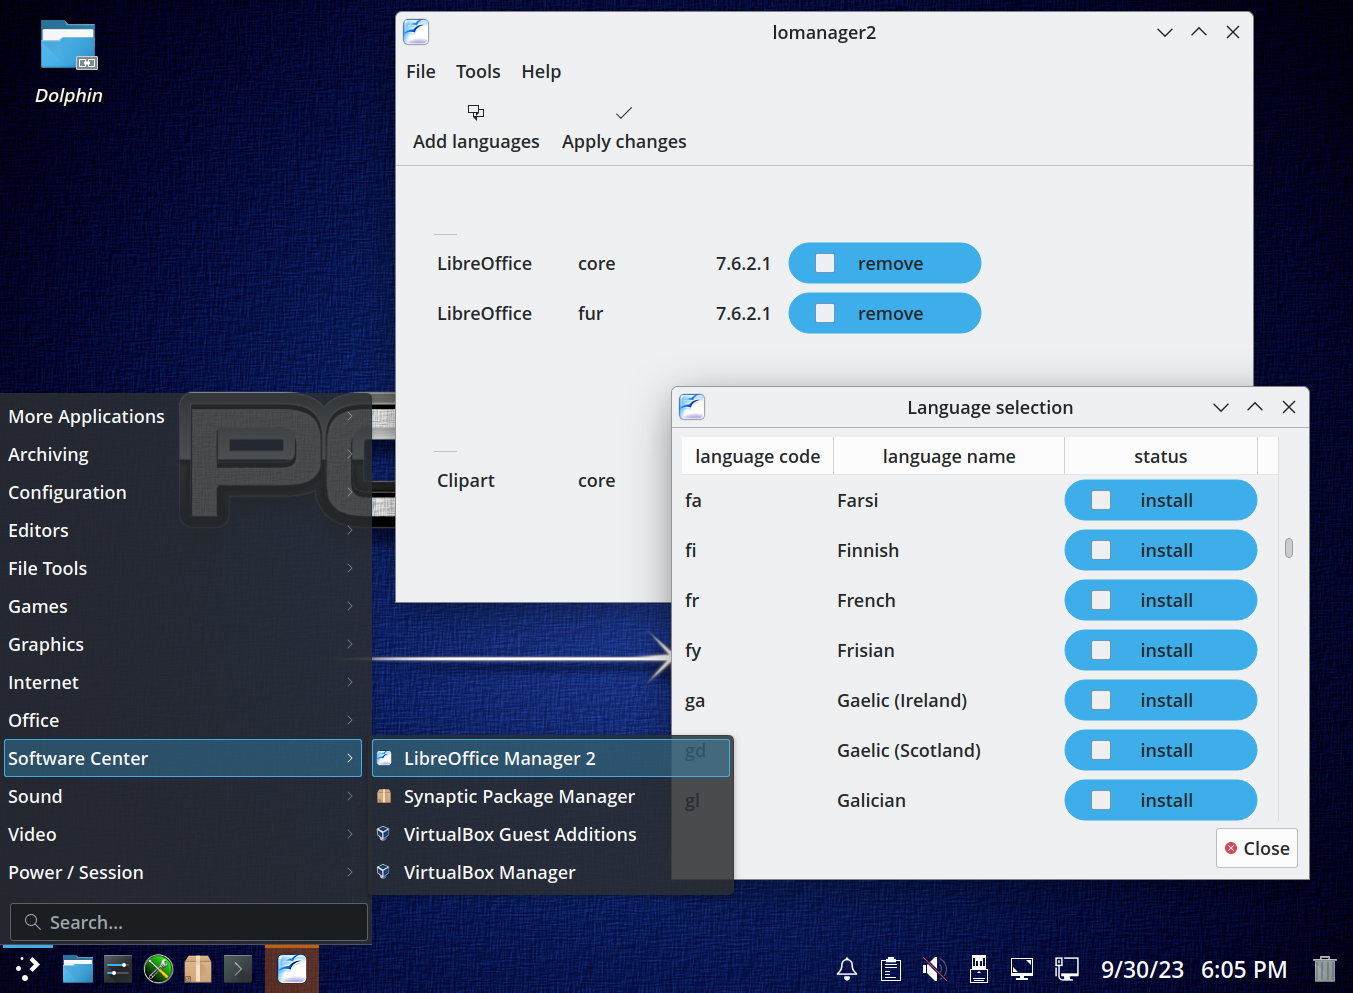 Dolphin
lomanager2
File Tools Help
Add languages Apply changes
LibreOffice core 7.6.2.1 remove
LibreOffice fur 7.6.2.1 remove
Clipart core
Language selection
language code language name status
fa Farsi install
fi Finnish install
fr French install
fy Frisian install
ga Gaelic (Ireland) install
gd Gaelic (Scotland) install
gl Galician install
Close
PC
More Applications
Archiving
Configuration
Editors
File Tools
Games
Graphics
Internet
Office
Software Center
Sound
Video
Power / Session
Search...
LibreOffice Manager 2
Synaptic Package Manager
VirtualBox Guest Additions
VirtualBox Manager
9/30/23 6:05 PM